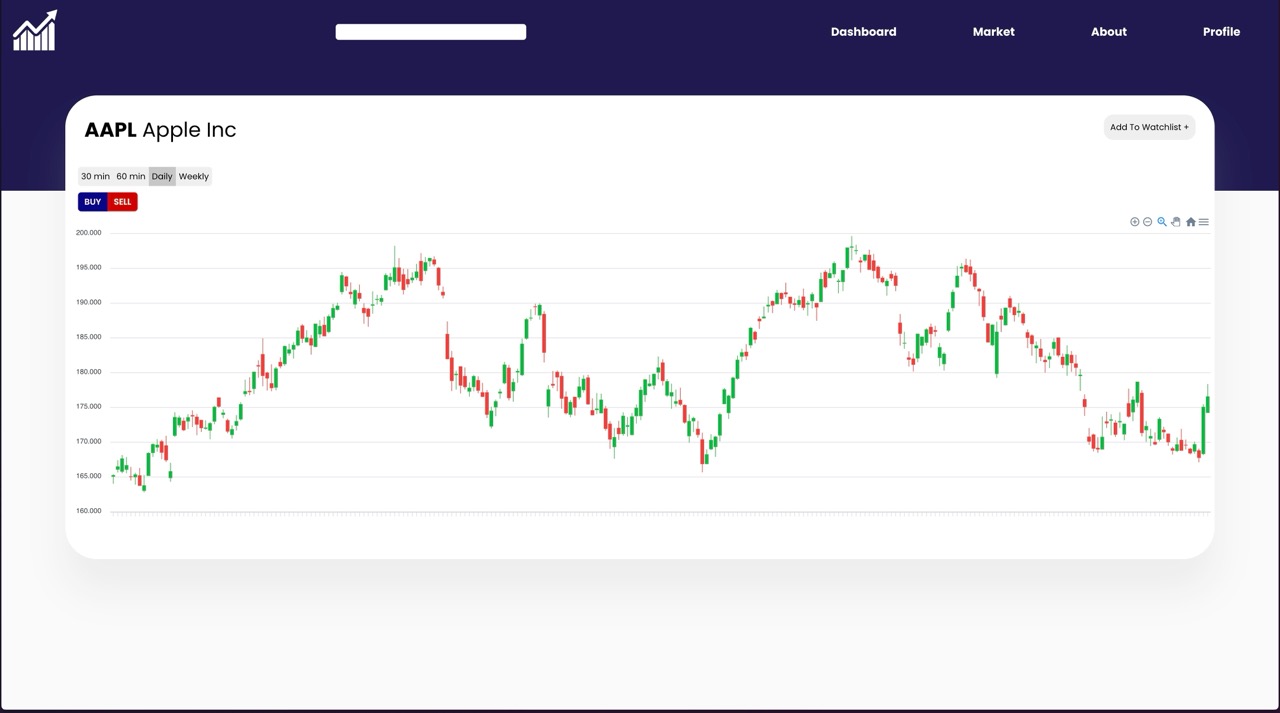 Dashboard Market About Profile
AAPL Apple Inc
Add To Watchlist +
30 min 60 min Daily Weekly
BUY SELL
200.000
195.000
190.000
185.000
180.000
175.000
170.000
165.000
160.000